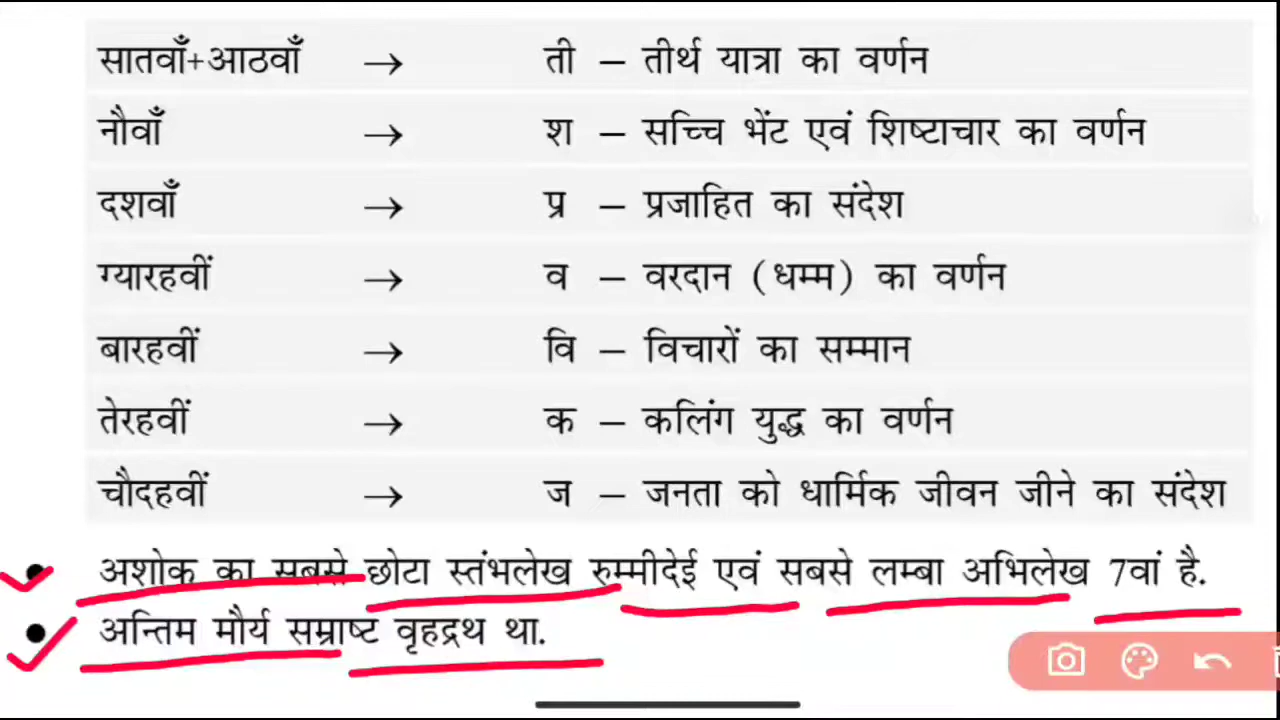 सातवाँ+आठवाँ → ती – तीर्थ यात्रा का वर्णन
नौवाँ → श – सच्चि भेंट एवं शिष्टाचार का वर्णन
दशवाँ → प्र – प्रजाहित का संदेश
ग्यारहवीं → व – वरदान (धम्म) का वर्णन
बारहवीं → वि – विचारों का सम्मान
तेरहवीं → क – कलिंग युद्ध का वर्णन
चौदहवीं → ज – जनता को धार्मिक जीवन जीने का संदेश
• अशोक का सबसे छोटा स्तंभलेख रुम्मीदेई एवं सबसे लम्बा अभिलेख 7वां है.
• अन्तिम मौर्य सम्राष्ट वृहद्रथ था.